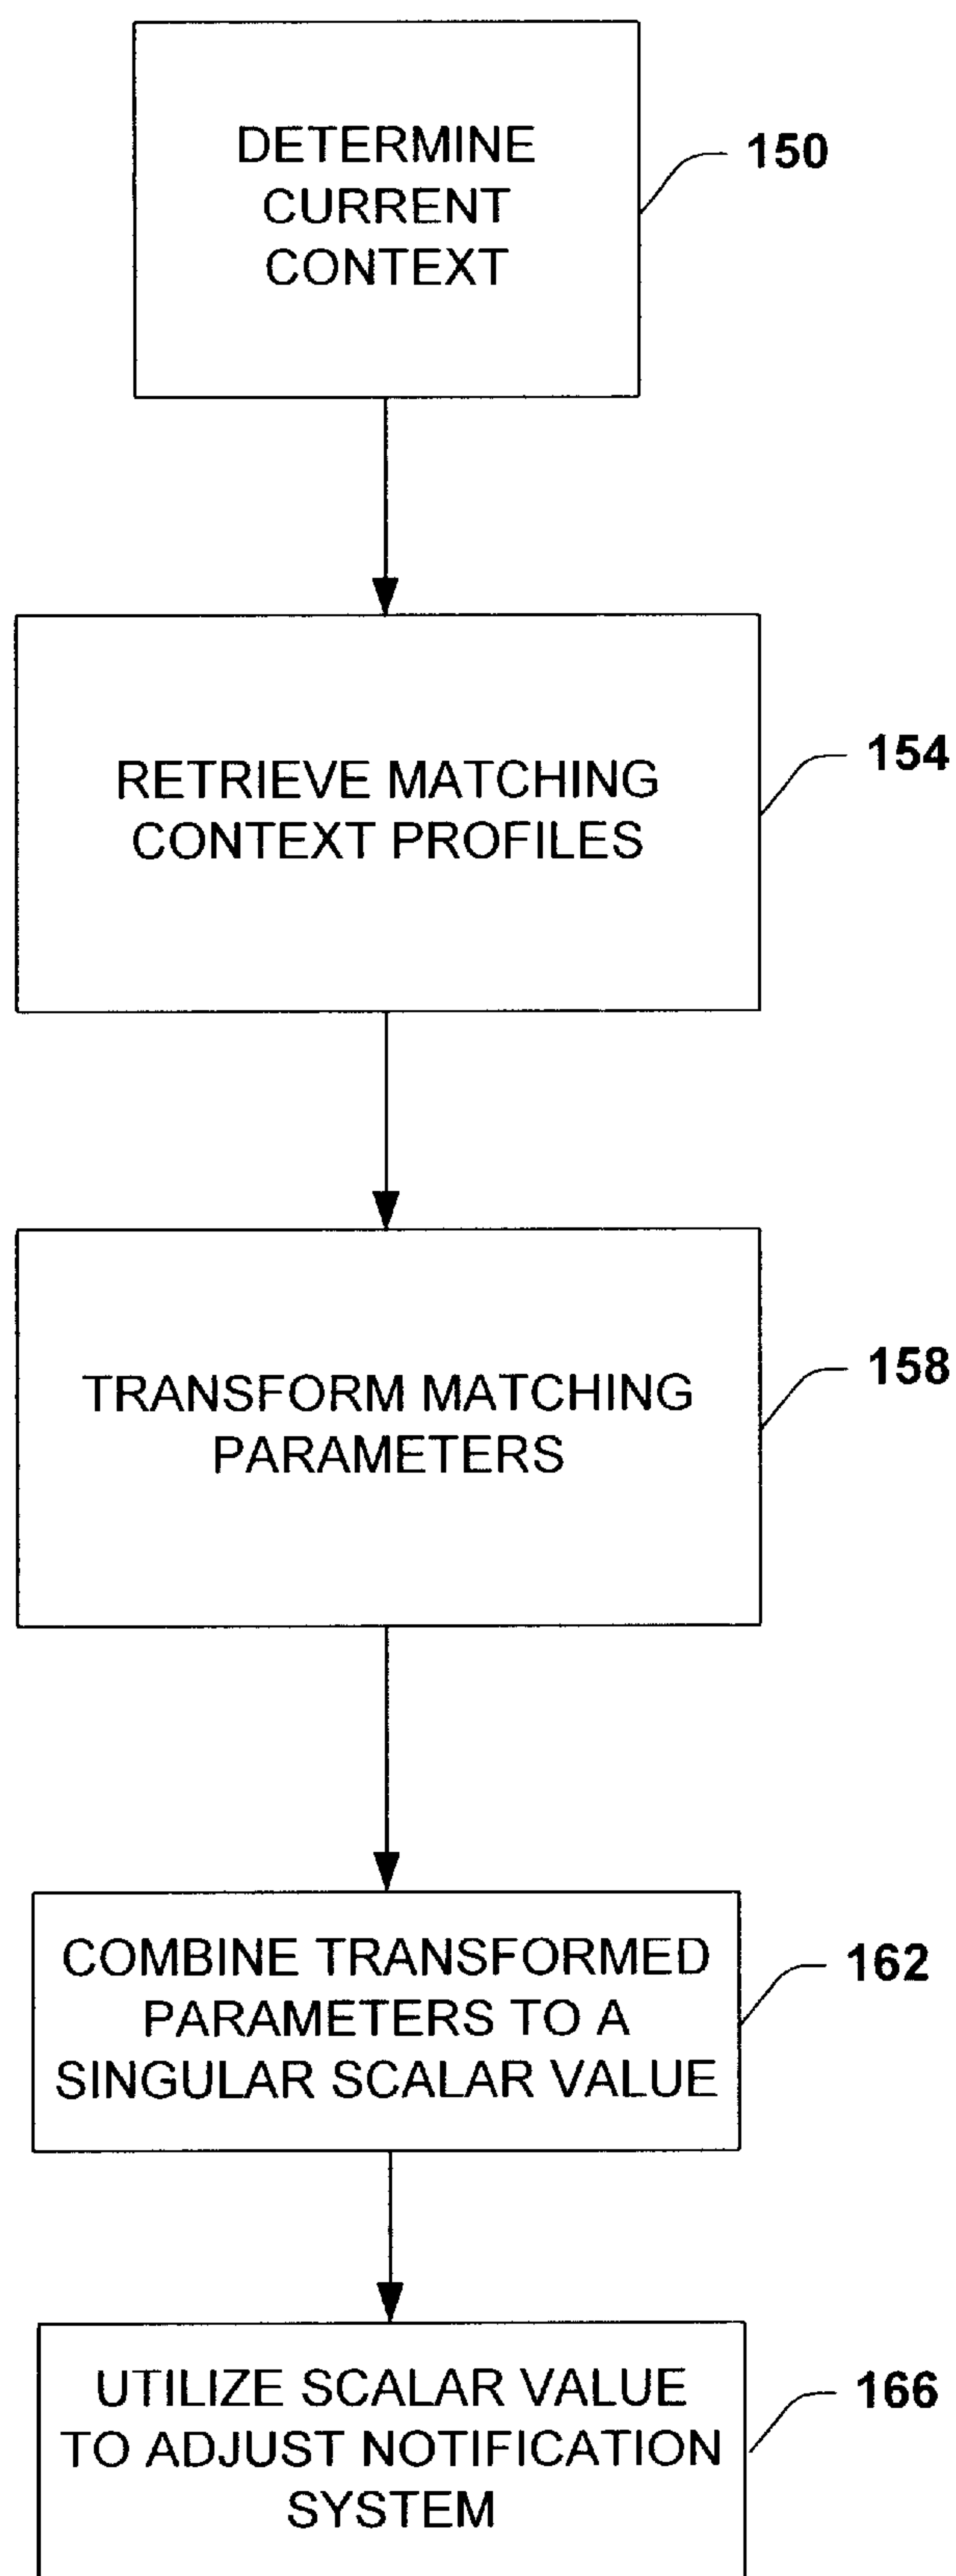 DETERMINE
CURRENT
CONTEXT
150
RETRIEVE MATCHING
CONTEXT PROFILES
154
TRANSFORM MATCHING
PARAMETERS
158
COMBINE TRANSFORMED
PARAMETERS TO A
SINGULAR SCALAR VALUE
162
UTILIZE SCALAR VALUE
TO ADJUST NOTIFICATION
SYSTEM
166